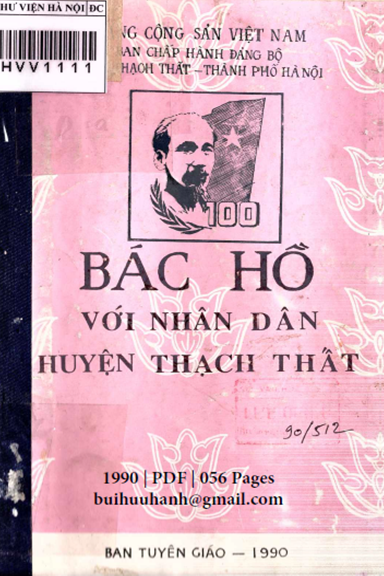 HƯ VIỆN HÀ NỘI ĐC
HVV1111
NG CỘNG SẢN VIỆT NAM
BAN CHẤP HÀNH ĐẢNG BỘ
THẠCH THẤT - THÀNH PHỐ HÀ NỘI
100
BÁC HỒ
VỚI NHÂN DÂN
HUYỆN THẠCH THẤT
90/512
1990 | PDF | 056 Pages
buihuuhanh@gmail.com
BAN TUYÊN GIÁO — 1990